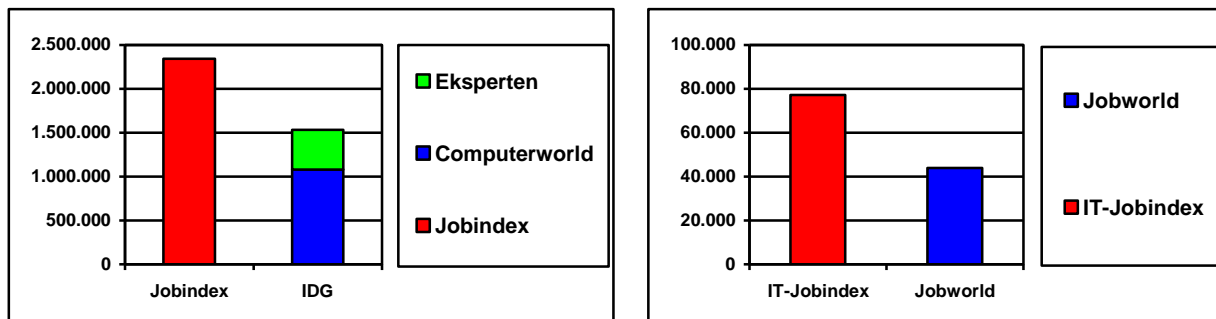 2.500.000
2.000.000
1.500.000
1.000.000
500.000
0
Jobindex
IDG
Eksperten
Computerworld
Jobindex
100.000
80.000
60.000
40.000
20.000
0
IT-Jobindex
Jobworld
Jobworld
IT-Jobindex